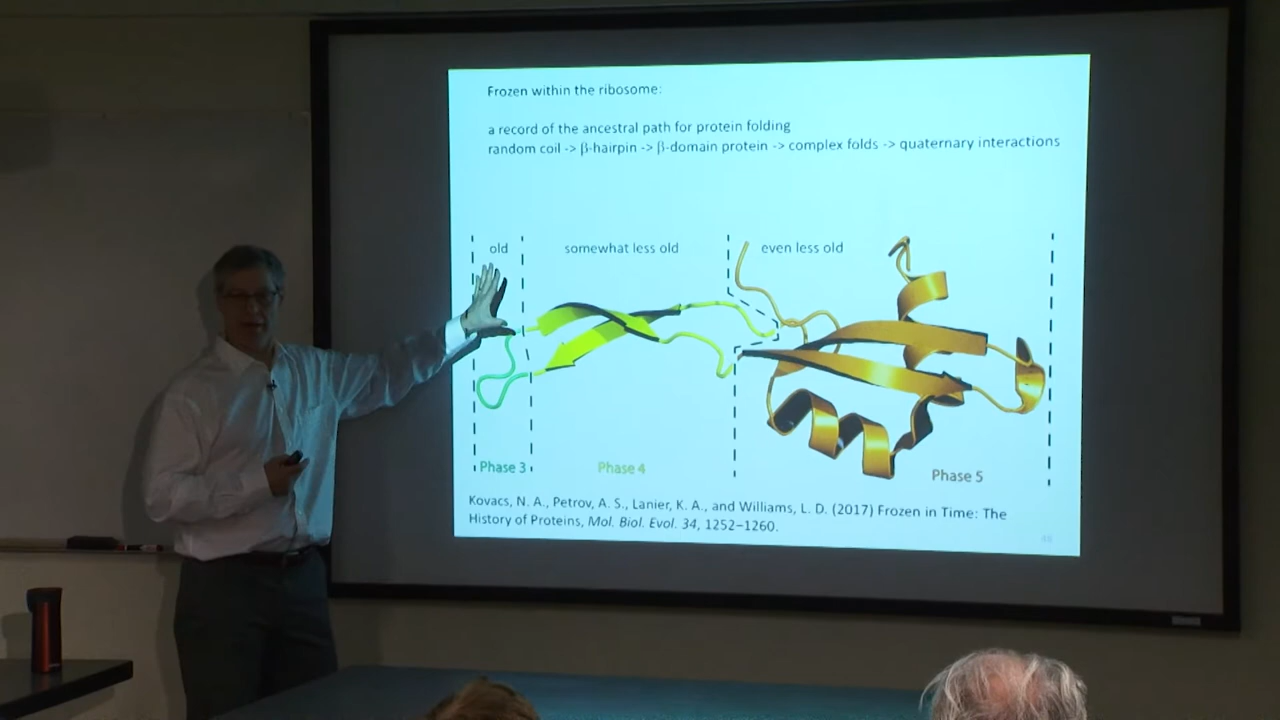 Frozen within the ribosome:
a record of the ancestral path for protein folding
random coil -> β-hairpin -> β-domain protein -> complex folds -> quaternary interactions
old
somewhat less old
even less old
Phase 3
Phase 4
Phase 5
Kovacs, N. A., Petrov, A. S., Lanier, K. A., and Williams, L. D. (2017) Frozen in Time: The
History of Proteins, Mol. Biol. Evol. 34, 1252–1260.